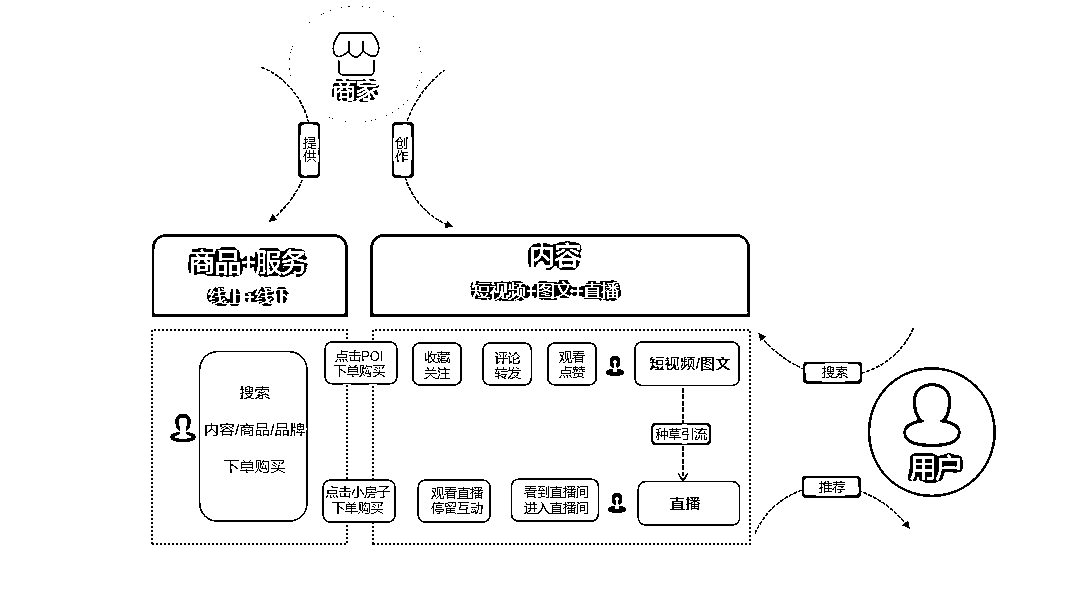 商家
提供
创作
商品+服务
线上+线下
内容
短视频+图文+直播
点击POI
下单购买
收藏
关注
评论
转发
观看
点赞
短视频/图文
搜索
搜索
内容/商品/品牌
下单购买
种草引流
用户
点击小房子
下单购买
观看直播
停留互动
看到直播间
进入直播间
直播
推荐